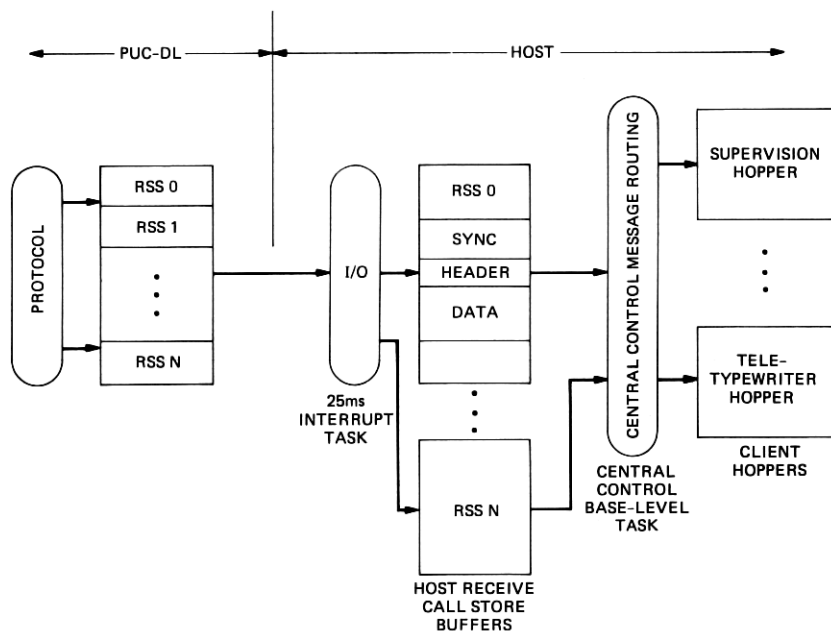 PUC-DL
HOST
PROTOCOL
RSS 0
RSS 1
RSS N
I/O
25ms
INTERRUPT
TASK
RSS 0
SYNC
HEADER
DATA
RSS N
HOST RECEIVE
CALL STORE
BUFFERS
CENTRAL CONTROL MESSAGE ROUTING
CENTRAL
CONTROL
BASE-LEVEL
TASK
SUPERVISION
HOPPER
TELE-
TYPEWRITER
HOPPER
CLIENT
HOPPERS